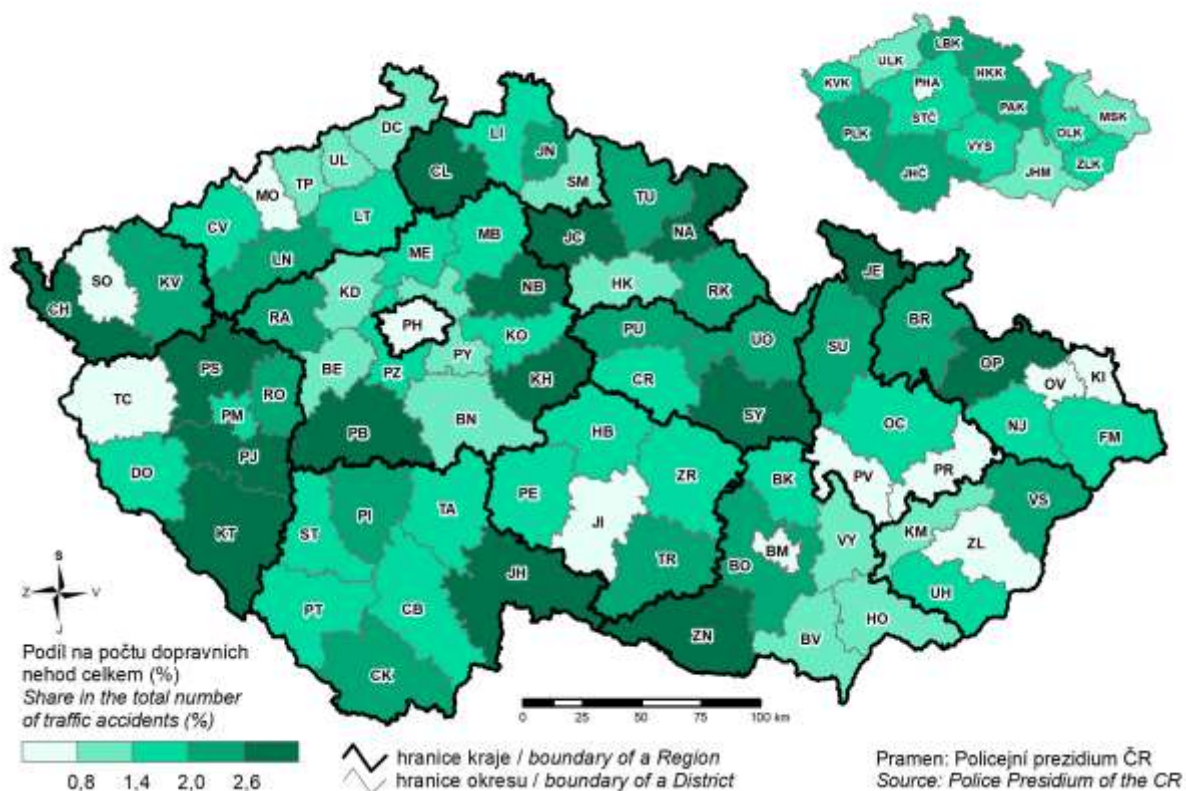 LBK
ULK
HKK
KVK
PHA
STČ
PAK
MSK
PLK
OLK
VYS
ZLK
JHČ
JHM
DC
LI
UL
JN
CL
TP
SM
MO
TU
LT
CV
MB
JC
NA
ME
LN
SO
KV
KD
NB
HK
RK
JE
CH
RA
PH
KO
PU
UO
SU
BR
PS
BE
PZ
PY
OP
OV
KI
TC
RO
CR
PM
KH
SY
OC
NJ
FM
PB
BN
HB
DO
PJ
PV
PR
PE
ZR
BK
VS
KT
ST
PI
TA
JI
KM
ZL
TR
BO
BM
VY
JH
UH
PT
CB
HO
ZN
BV
CK
S
Z V
J
Podíl na počtu dopravních
nehod celkem (%)
Share in the total number
of traffic accidents (%)
0,8 1,4 2,0 2,6
0 25 50 75 100 km
hranice kraje / boundary of a Region
hranice okresu / boundary of a District
Pramen: Policejní prezidium ČR
Source: Police Presidium of the CR